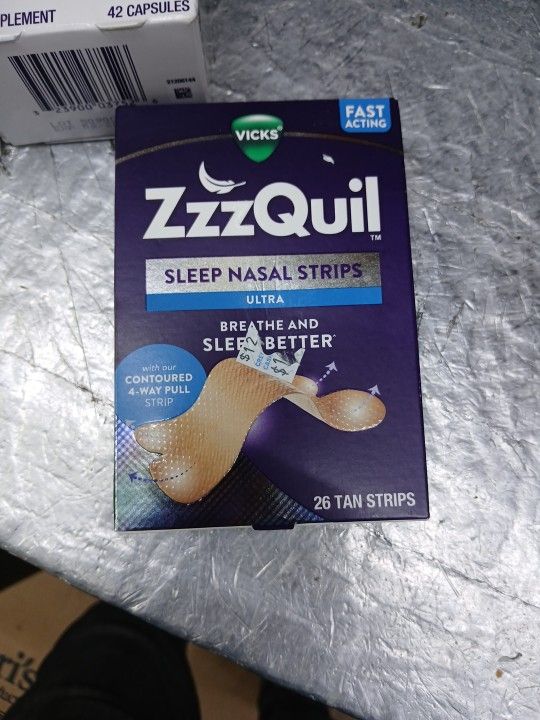 PLEMENT
42 CAPSULES
VICKS®
FAST
ACTING
ZzzQuil™
SLEEP NASAL STRIPS
ULTRA
BREATHE AND
SLEEP BETTER
with our
CONTOURED
4-WAY PULL
STRIP
26 TAN STRIPS